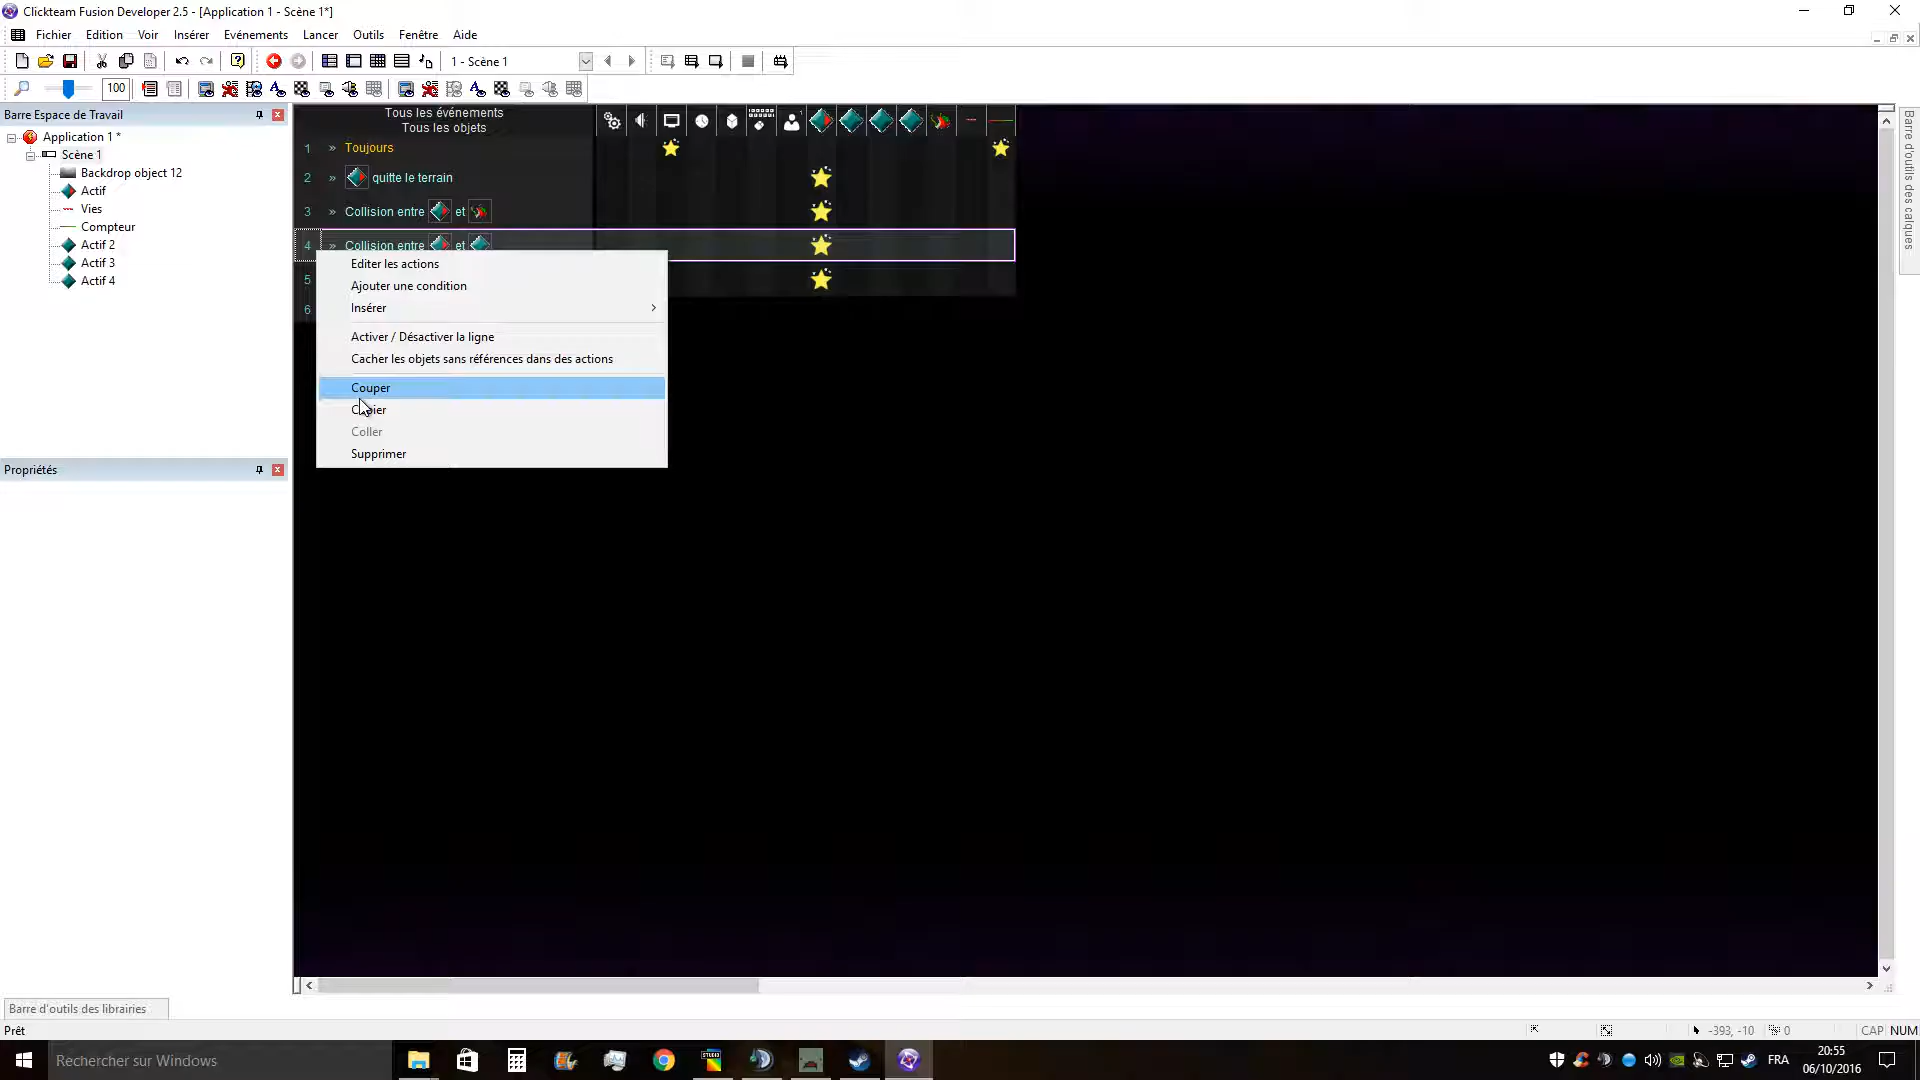 Clickteam Fusion Developer 2.5 - [Application 1 - Scène 1*]
Fichier Edition Voir Insérer Evénements Lancer Outils Fenêtre Aide
1 - Scène 1
100
Barre Espace de Travail
Application 1 *
Scène 1
Backdrop object 12
Actif
Vies
Compteur
Actif 2
Actif 3
Actif 4
Propriétés
Tous les événements
Tous les objets
1 » Toujours
2 » quitte le terrain
3 » Collision entre et
4 » Collision entre et
5
6
Editer les actions
Ajouter une condition
Insérer
Activer / Désactiver la ligne
Cacher les objets sans références dans des actions
Couper
Copier
Coller
Supprimer
Barre d'outils des calques
Barre d'outils des librairies
Prêt
-393, -10
0
CAP NUM
Rechercher sur Windows
STUDIO
FRA
20:55
06/10/2016